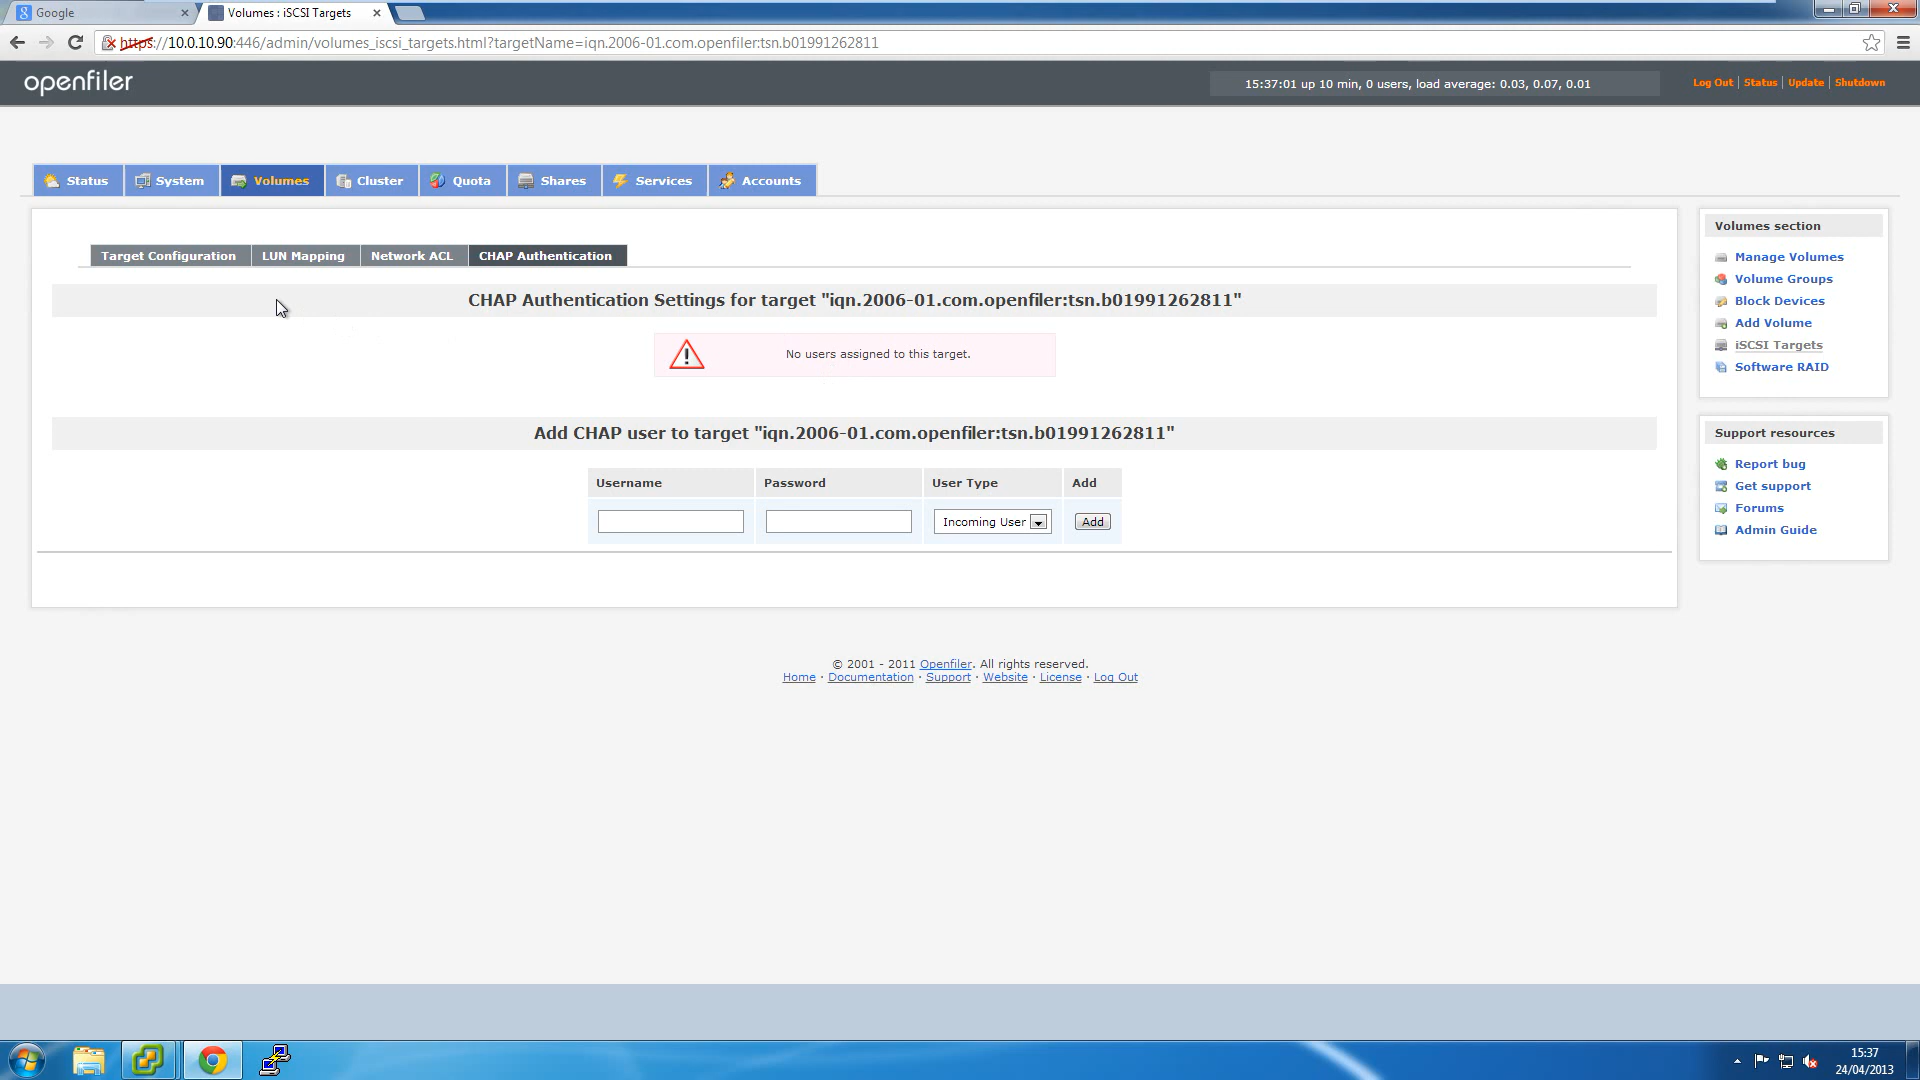 Google
Volumes : iSCSI Targets
https://10.0.10.90:446/admin/volumes_iscsi_targets.html?targetName=iqn.2006-01.com.openfiler:tsn.b01991262811
openfiler
15:37:01 up 10 min, 0 users, load average: 0.03, 0.07, 0.01
Log Out | Status | Update | Shutdown
Status
System
Volumes
Cluster
Quota
Shares
Services
Accounts
Target Configuration
LUN Mapping
Network ACL
CHAP Authentication
CHAP Authentication Settings for target "iqn.2006-01.com.openfiler:tsn.b01991262811"
No users assigned to this target.
Add CHAP user to target "iqn.2006-01.com.openfiler:tsn.b01991262811"
Username
Password
User Type
Add
Incoming User
Add
Volumes section
Manage Volumes
Volume Groups
Block Devices
Add Volume
iSCSI Targets
Software RAID
Support resources
Report bug
Get support
Forums
Admin Guide
© 2001 - 2011 Openfiler. All rights reserved.
Home · Documentation · Support · Website · License · Log Out
15:37
24/04/2013